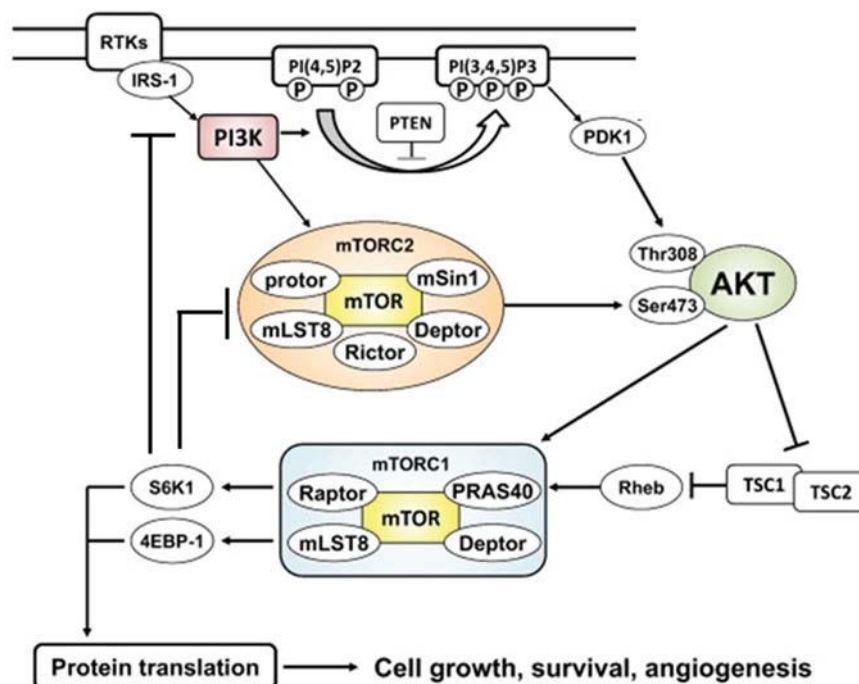 RTKs
IRS-1
PI(4,5)P2
P P
PI(3,4,5)P3
P P P
PI3K
PTEN
PDK1
mTORC2
protor
mSin1
mTOR
mLST8
Deptor
Rictor
Thr308
AKT
Ser473
mTORC1
S6K1
Raptor
PRAS40
Rheb
TSC1
TSC2
mTOR
4EBP-1
mLST8
Deptor
Protein translation
Cell growth, survival, angiogenesis